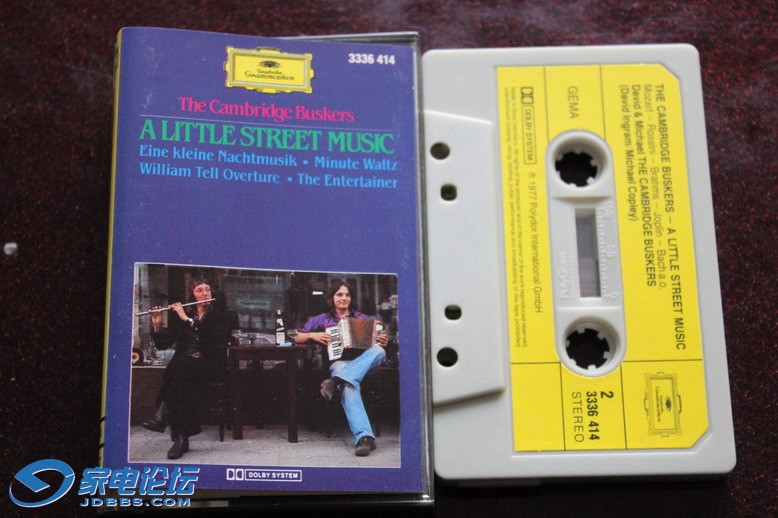 Deutsche
Grammophon
3336 414
The Cambridge Buskers
A LITTLE STREET MUSIC
Eine kleine Nachtmusik • Minute Waltz
William Tell Overture • The Entertainer
DOLBY SYSTEM
THE CAMBRIDGE BUSKERS – A LITTLE STREET MUSIC
Mozart – Rossini – Brahms – Joplin – Bach a.o.
David & Michael THE CAMBRIDGE BUSKERS
(David Ingram · Michael Copley)
GEMA
DOLBY SYSTEM
℗ 1977 Polydor International GmbH
2
3336 414
STEREO
家电论坛
JDBBS.COM